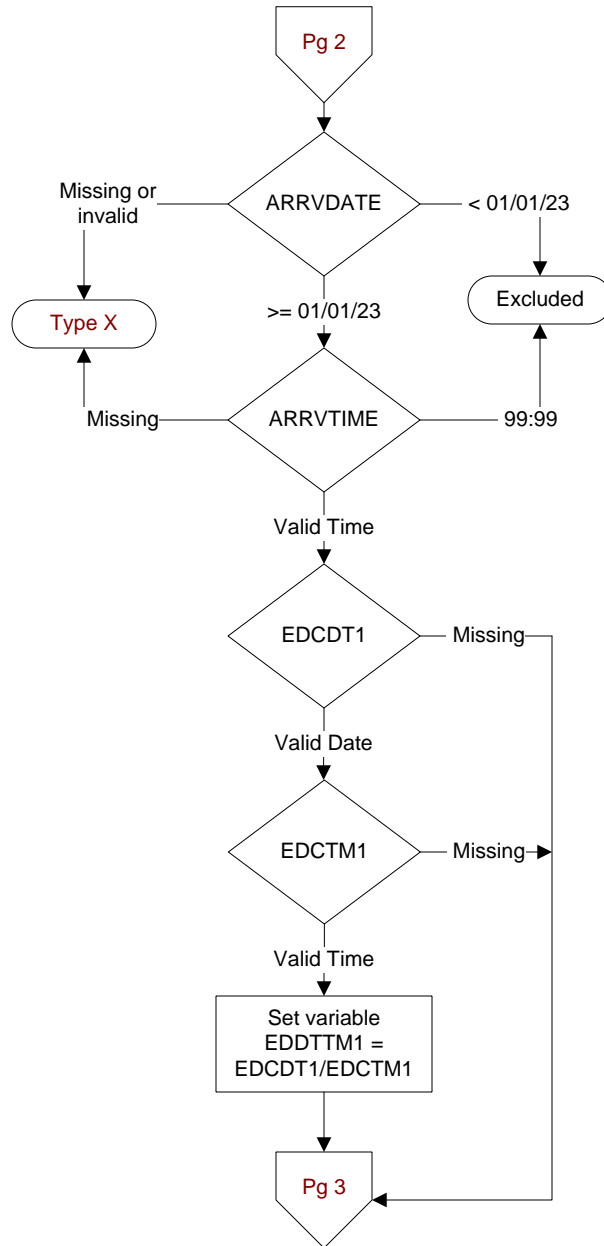 Pg 2
Missing or
invalid
ARRVDATE
< 01/01/23
Type X
>= 01/01/23
Excluded
Missing
ARRVTIME
99:99
Valid Time
EDCDT1
Missing
Valid Date
EDCTM1
Missing
Valid Time
Set variable
EDDTTM1 =
EDCDT1/EDCTM1
Pg 3